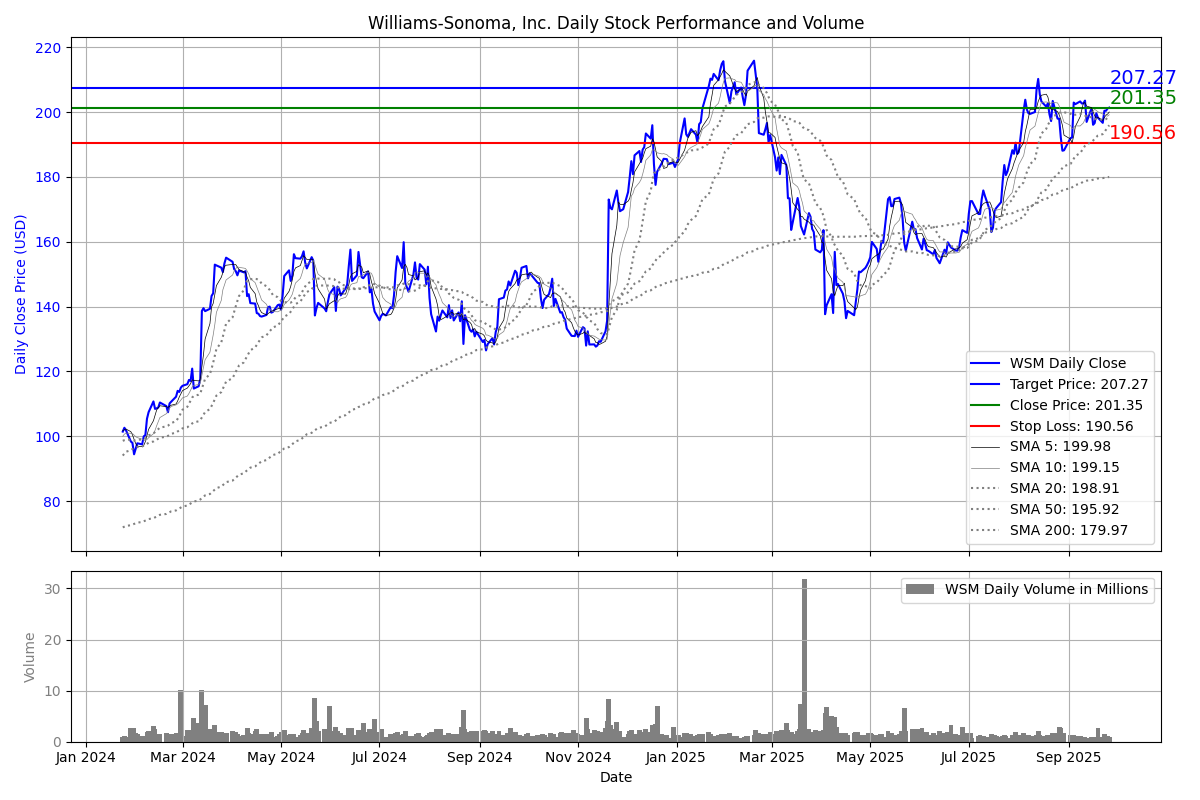 Williams-Sonoma, Inc. Daily Stock Performance and Volume
Daily Close Price (USD)
220
200
180
160
140
120
100
80
207.27
201.35
190.56
WSM Daily Close
Target Price: 207.27
Close Price: 201.35
Stop Loss: 190.56
SMA 5: 199.98
SMA 10: 199.15
SMA 20: 198.91
SMA 50: 195.92
SMA 200: 179.97
Volume
30
20
10
0
WSM Daily Volume in Millions
Jan 2024 Mar 2024 May 2024 Jul 2024 Sep 2024 Nov 2024 Jan 2025 Mar 2025 May 2025 Jul 2025 Sep 2025
Date